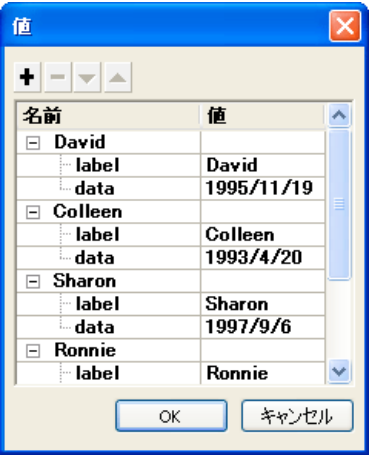 値
名前 値
David
label David
data 1995/11/19
Colleen
label Colleen
data 1993/4/20
Sharon
label Sharon
data 1997/9/6
Ronnie
label Ronnie
OK キャンセル